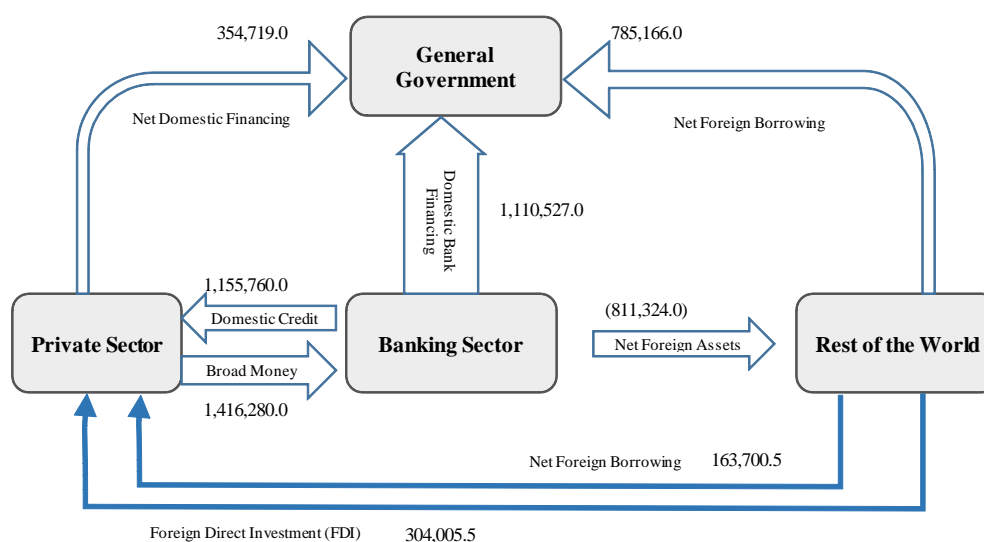 354,719.0
General
Government
785,166.0
Net Domestic Financing
Net Foreign Borrowing
Domestic Bank
Financing
1,110,527.0
1,155,760.0
(811,324.0)
Private Sector
Domestic Credit
Banking Sector
Net Foreign Assets
Rest of the World
Broad Money
1,416,280.0
Net Foreign Borrowing 163,700.5
Foreign Direct Investment (FDI) 304,005.5